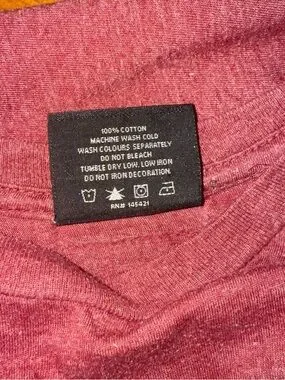 100% COTTON
MACHINE WASH COLD
WASH COLOURS SEPARATELY
DO NOT BLEACH
TUMBLE DRY LOW. LOW IRON
DO NOT IRON DECORATION.
RN# 145421